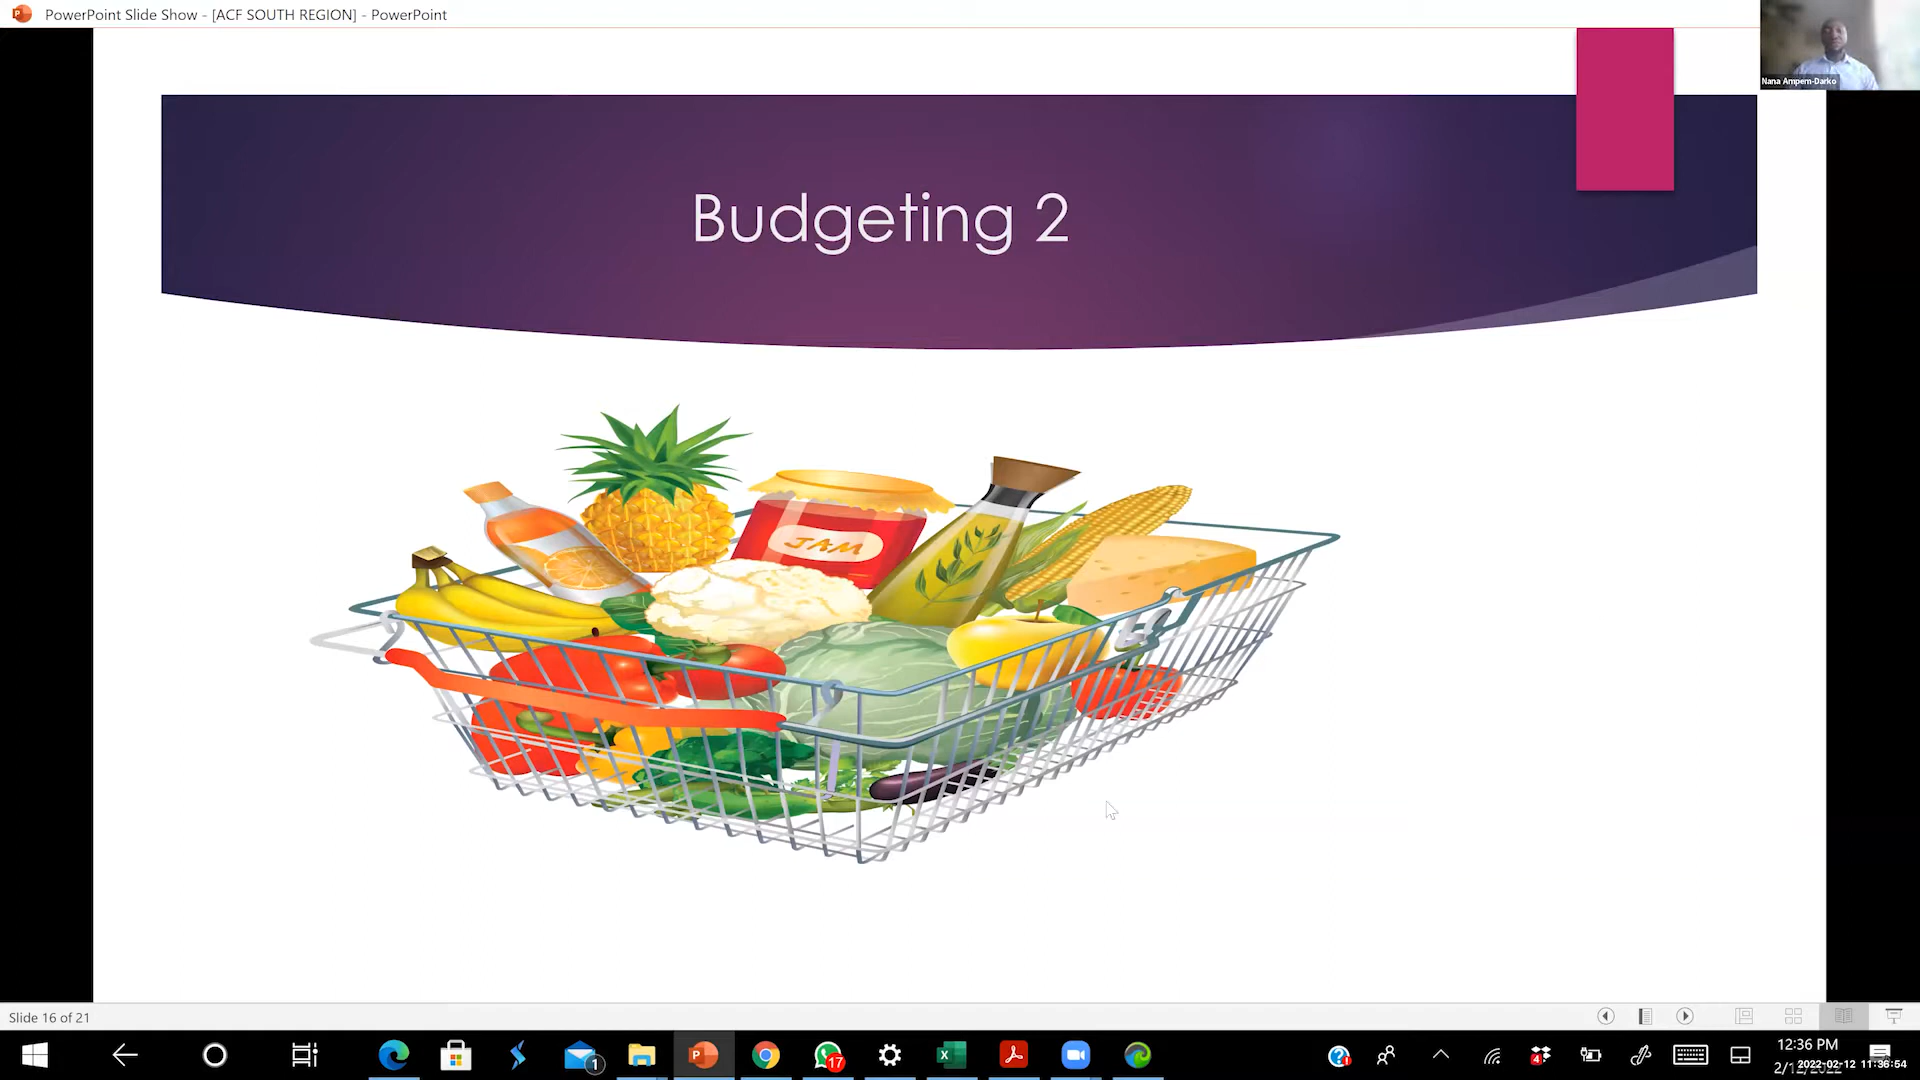 PowerPoint Slide Show - [ACF SOUTH REGION] - PowerPoint
Nana Ampem-Darko
Budgeting 2
JAM
Slide 16 of 21
1
17
4
12:36 PM
2022-02-12 11:36:54